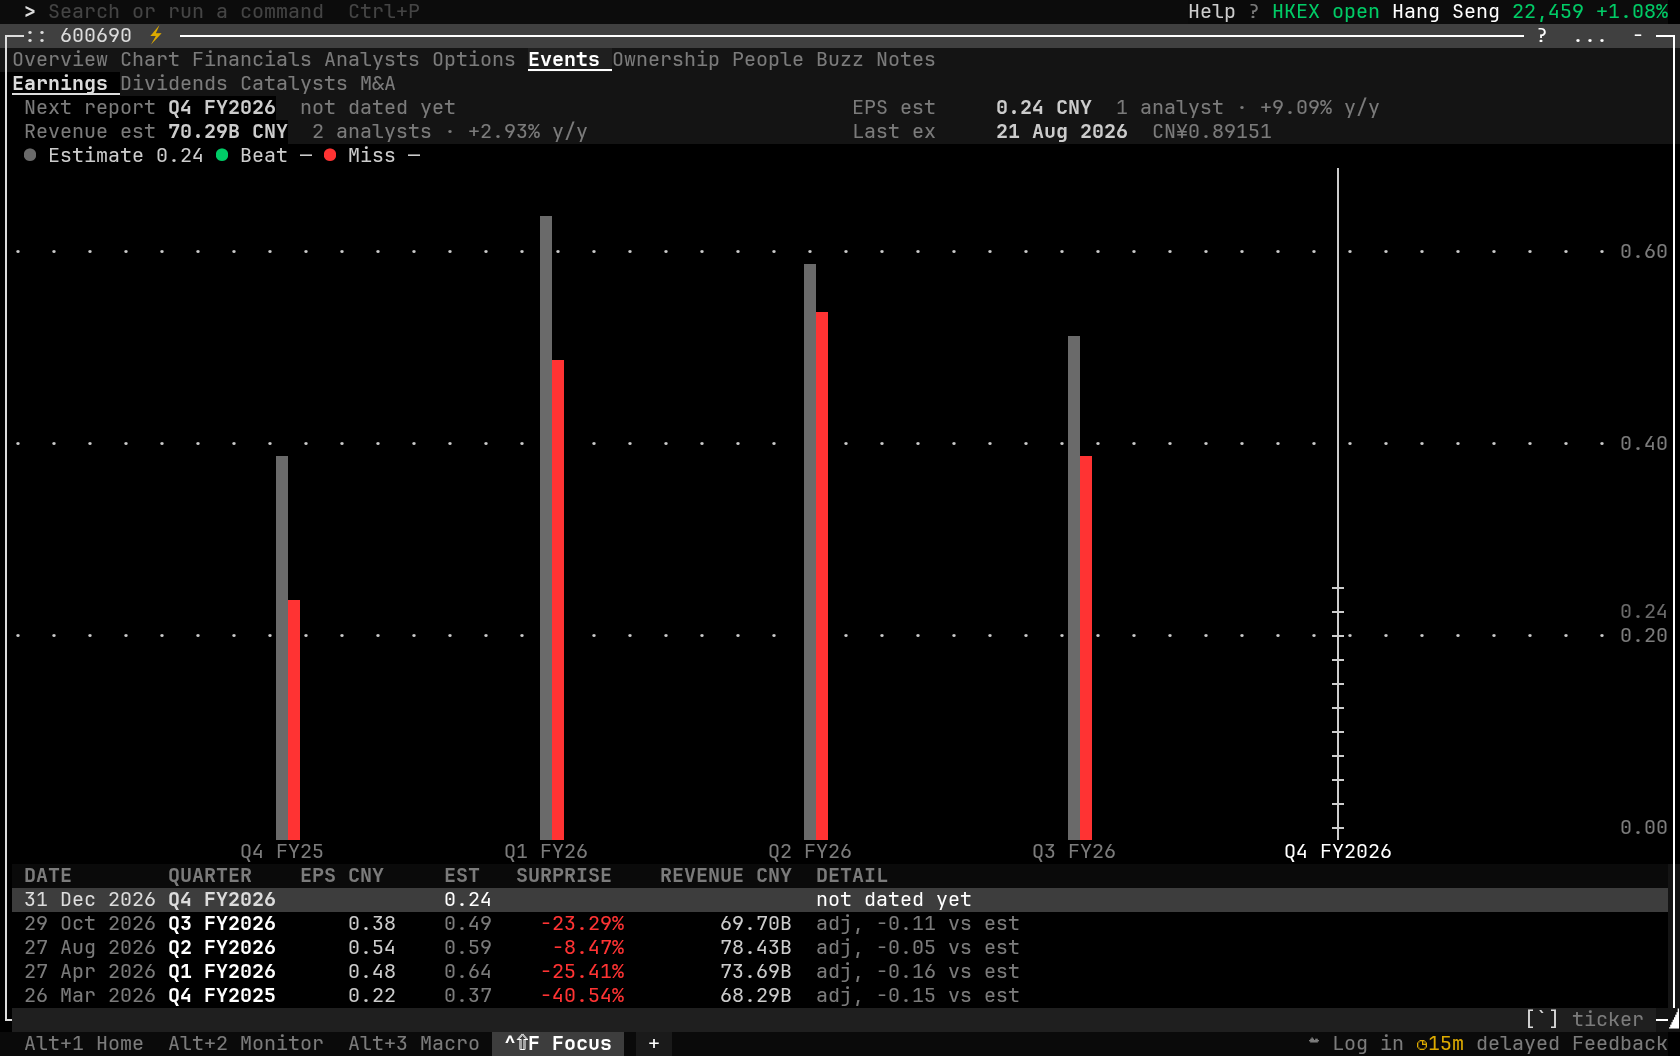 > Search or run a command  Ctrl+P  Help ? HKEX open Hang Seng 22,459 +1.08%
:: 600690 ⚡ ? ... -
Overview Chart Financials Analysts Options Events Ownership People Buzz Notes
Earnings Dividends Catalysts M&A
Next report Q4 FY2026  not dated yet  EPS est  0.24 CNY  1 analyst · +9.09% y/y
Revenue est 70.29B CNY  2 analysts · +2.93% y/y  Last ex  21 Aug 2026  CN¥0.89151
● Estimate 0.24 ● Beat — ● Miss —
0.60
0.40
0.24
0.20
0.00
Q4 FY25  Q1 FY26  Q2 FY26  Q3 FY26  Q4 FY2026
DATE  QUARTER  EPS CNY  EST  SURPRISE  REVENUE CNY  DETAIL
31 Dec 2026 Q4 FY2026  0.24  not dated yet
29 Oct 2026 Q3 FY2026  0.38  0.49  -23.29%  69.70B  adj, -0.11 vs est
27 Aug 2026 Q2 FY2026  0.54  0.59  -8.47%  78.43B  adj, -0.05 vs est
27 Apr 2026 Q1 FY2026  0.48  0.64  -25.41%  73.69B  adj, -0.16 vs est
26 Mar 2026 Q4 FY2025  0.22  0.37  -40.54%  68.29B  adj, -0.15 vs est
[`] ticker
Alt+1 Home  Alt+2 Monitor  Alt+3 Macro  ^⇧F Focus  +  Log in ◔15m delayed Feedback